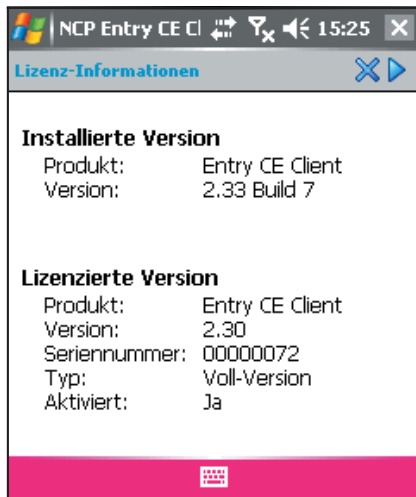 NCP Entry CE Cl 15:25
Lizenz-Informationen
Installierte Version
Produkt: Entry CE Client
Version: 2.33 Build 7
Lizenzierte Version
Produkt: Entry CE Client
Version: 2.30
Seriennummer: 00000072
Typ: Voll-Version
Aktiviert: Ja